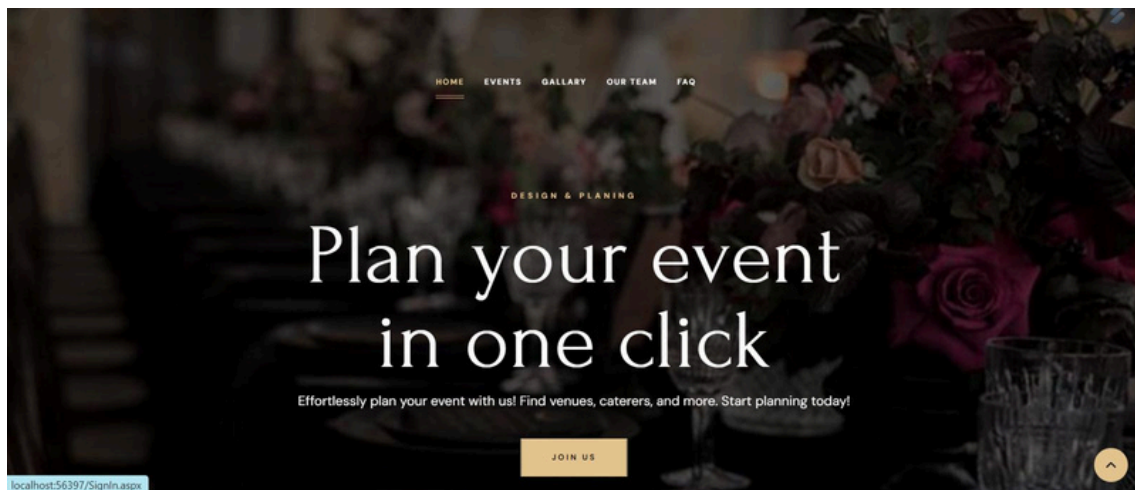 HOME EVENTS GALLARY OUR TEAM FAQ
DESIGN & PLANING
Plan your event
in one click
Effortlessly plan your event with us! Find venues, caterers, and more. Start planning today!
JOIN US
localhost:56397/SignIn.aspx